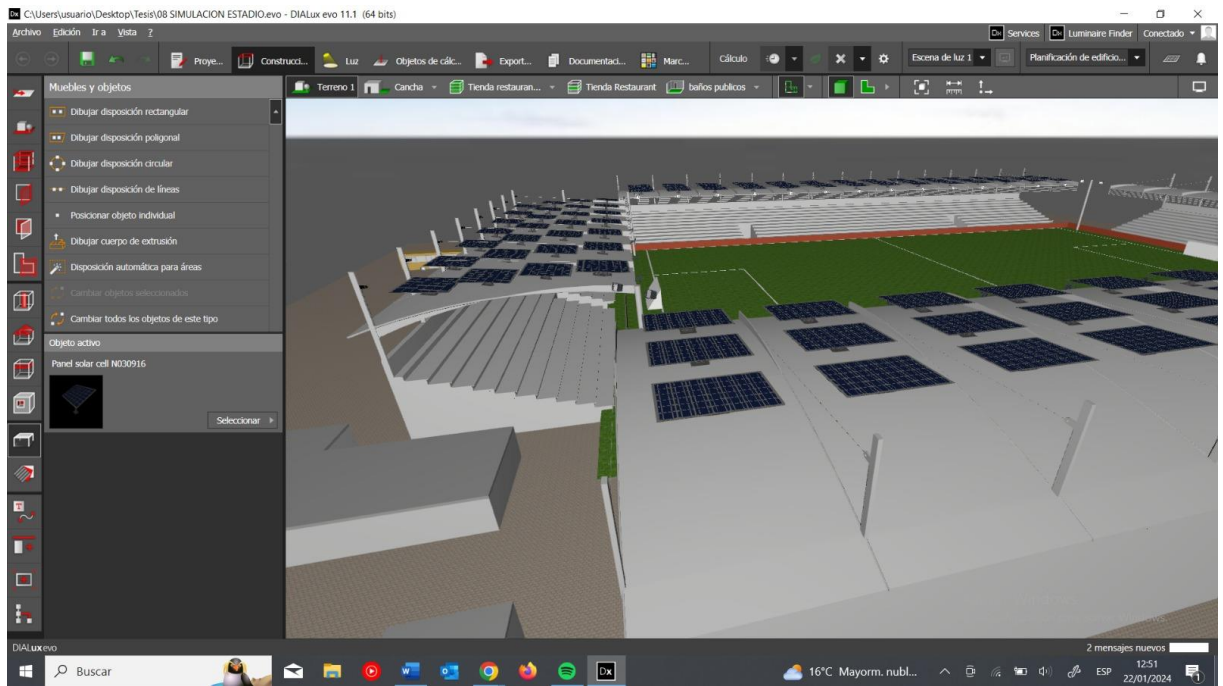 C:\Users\usuario\Desktop\Tesis\08 SIMULACION ESTADIO.evo - DIALux evo 11.1 (64 bits)
Archivo Edición Ir a Vista ?
Dx Services Dx Luminaire Finder Conectado
Proye... Construcci... Luz Objetos de cálc... Export... Documentaci... Marc... Cálculo Escena de luz 1 Planificación de edificio...
Muebles y objetos
Terreno 1 Cancha Tienda restauran... Tienda Restaurant baños publicos
Dibujar disposición rectangular
Dibujar disposición poligonal
Dibujar disposición circular
Dibujar disposición de líneas
Posicionar objeto individual
Dibujar cuerpo de extrusión
Disposición automática para áreas
Cambiar objetos seleccionados
Cambiar todos los objetos de este tipo
Objeto activo
Panel solar cell N030916
Seleccionar
DIALux evo
2 mensajes nuevos
Buscar
Dx
16°C Mayorm. nubl...
ESP
12:51
22/01/2024